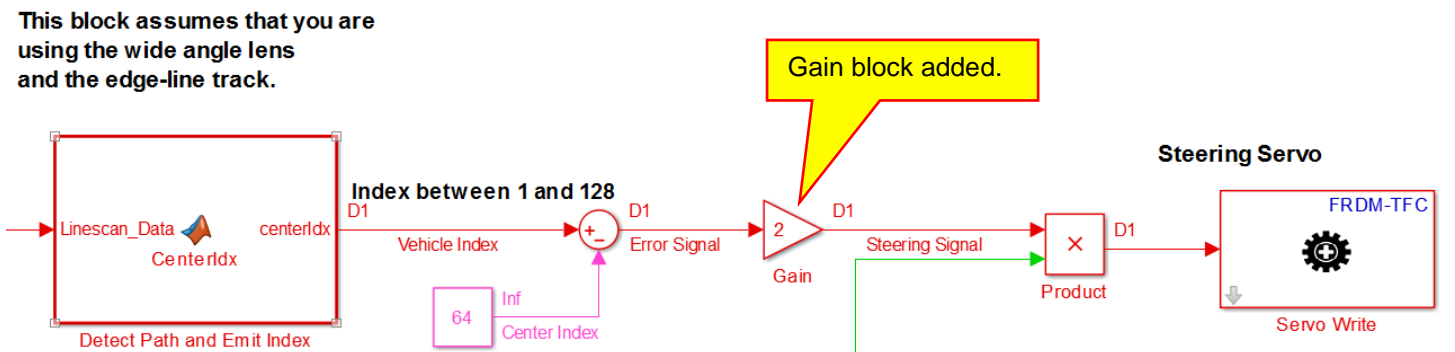 This block assumes that you are
using the wide angle lens
and the edge-line track.
Gain block added.
Steering Servo
Index between 1 and 128
FRDM-TFC
D1
D1
D1
D1
Linescan_Data
centerIdx
CenterIdx
Vehicle Index
+
−
Error Signal
2
Steering Signal
×
Gain
Product
Servo Write
64
Inf
Center Index
Detect Path and Emit Index